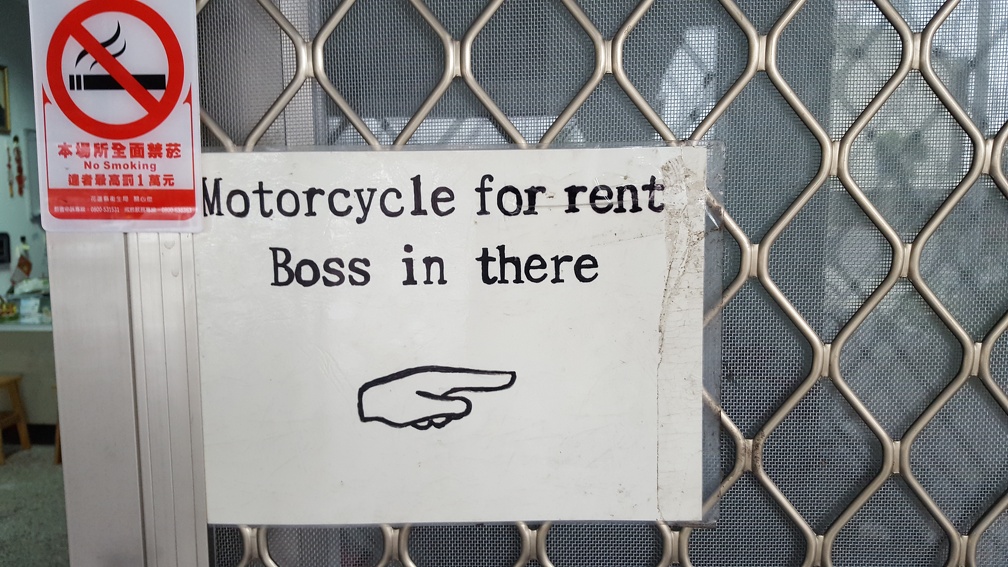 本場所全面禁菸
No Smoking
違者最高罰1萬元
Motorcycle for rent
Boss in there